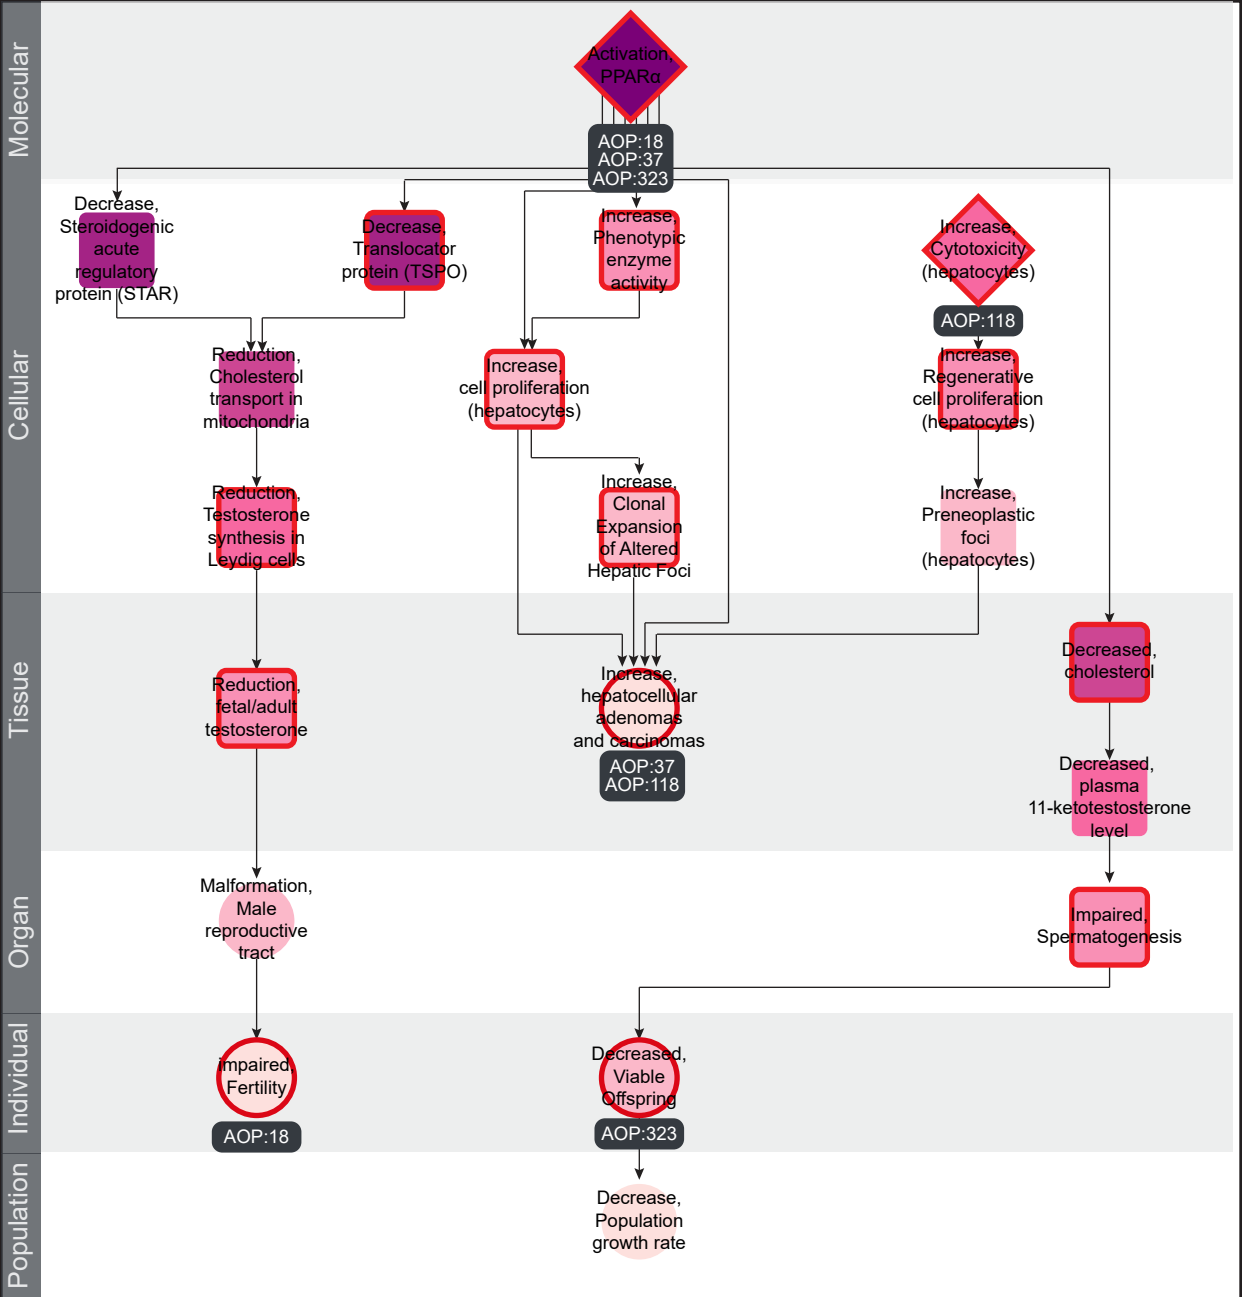 Molecular
Activation,
PPARα
AOP:18
AOP:37
AOP:323
Cellular
Decrease,
Steroidogenic
acute
regulatory
protein (STAR)
Decrease,
Translocator
protein (TSPO)
Increase,
Phenotypic
enzyme
activity
Increase,
Cytotoxicity
(hepatocytes)
AOP:118
Reduction,
Cholesterol
transport in
mitochondria
Increase,
cell proliferation
(hepatocytes)
Increase,
Regenerative
cell proliferation
(hepatocytes)
Reduction,
Testosterone
synthesis in
Leydig cells
Increase,
Clonal
Expansion
of Altered
Hepatic Foci
Increase,
Preneoplastic
foci
(hepatocytes)
Tissue
Reduction,
fetal/adult
testosterone
Increase,
hepatocellular
adenomas
and carcinomas
AOP:37
AOP:118
Decreased,
cholesterol
Decreased,
plasma
11-ketotestosterone
level
Organ
Malformation,
Male
reproductive
tract
Impaired,
Spermatogenesis
Individual
impaired,
Fertility
AOP:18
Decreased,
Viable
Offspring
AOP:323
Population
Decrease,
Population
growth rate